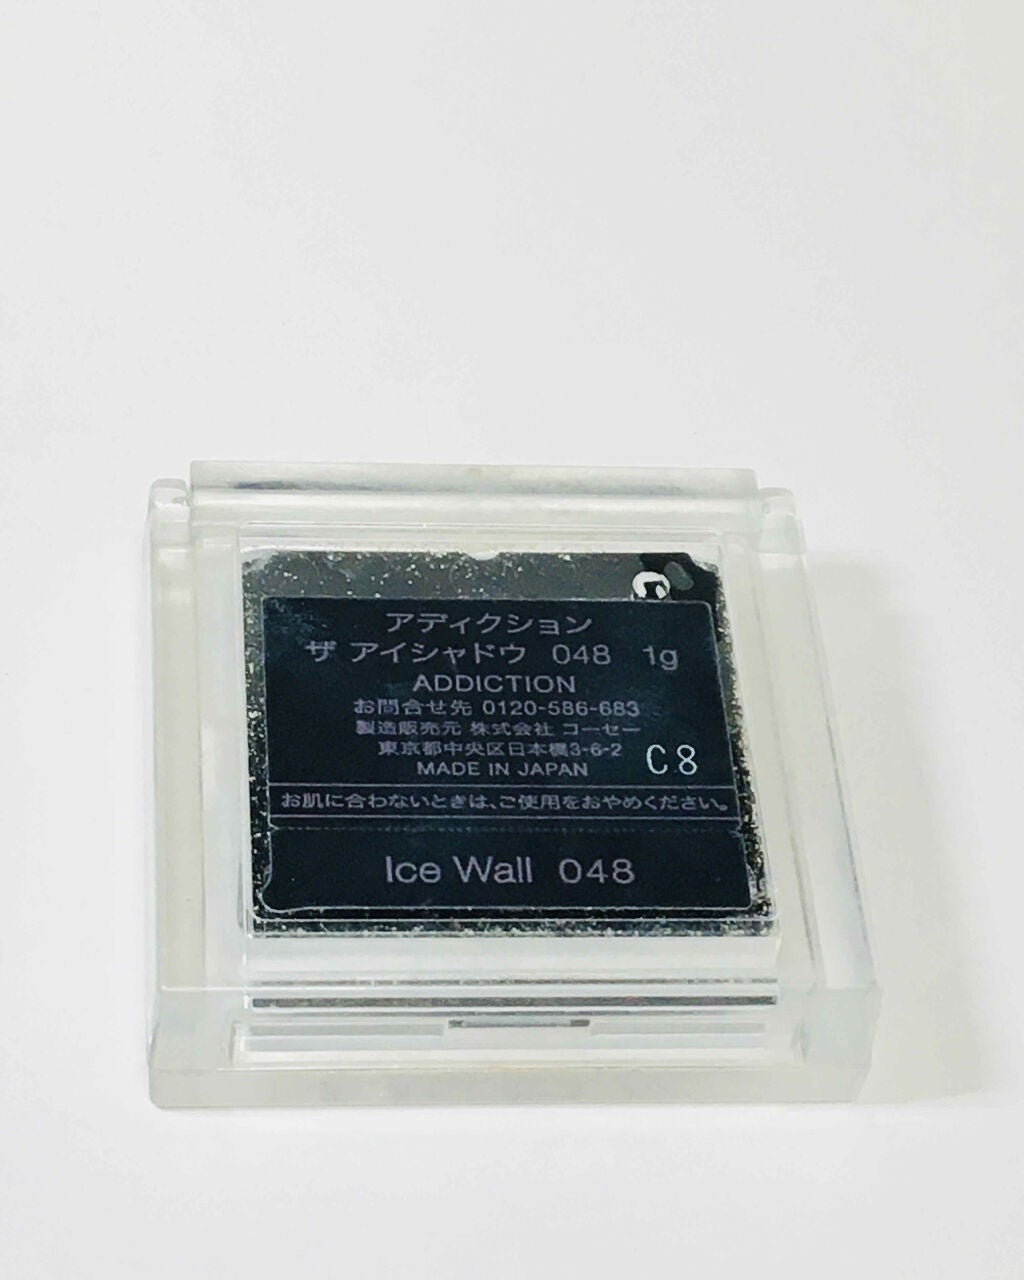 アディクション
ザ アイシャドウ 048 1g
ADDICTION
お問合せ先 0120-586-683
製造販売元 株式会社 コーセー
東京都中央区日本橋3-6-2
MADE IN JAPAN
C8
お肌に合わないときは、ご使用をおやめください。
Ice Wall 048